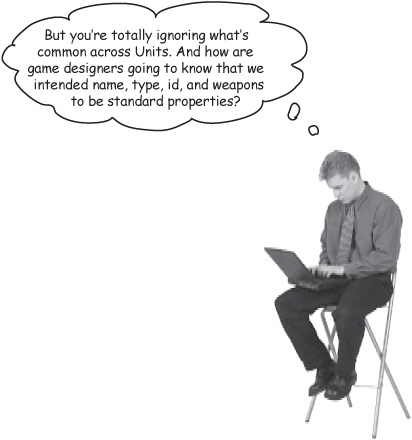 But you're totally ignoring what's
common across Units. And how are
game designers going to know that we
intended name, type, id, and weapons
to be standard properties?